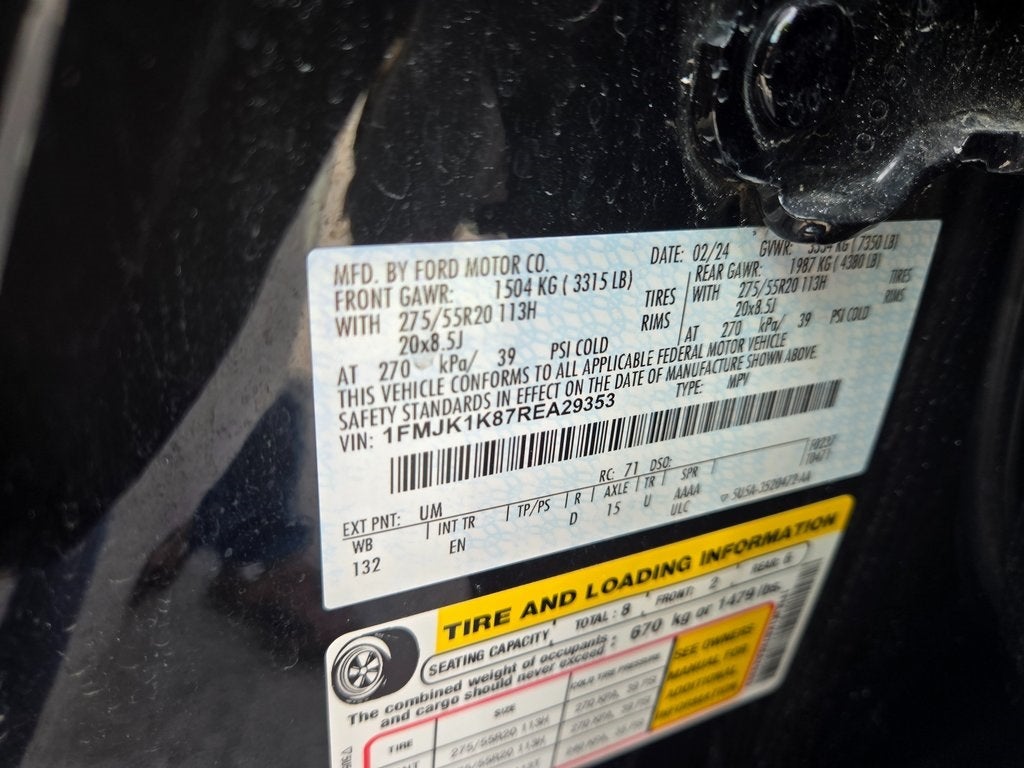 MFD. BY FORD MOTOR CO. DATE: 02/24 GVWR: 3334 KG (7350 LB)
FRONT GAWR: 1504 KG (3315 LB) REAR GAWR: 1987 KG (4380 LB)
WITH 275/55R20 113H TIRES WITH 275/55R20 113H TIRES
20x8.5J RIMS 20x8.5J RIMS
AT 270 kPa/ 39 PSI COLD AT 270 kPa/ 39 PSI COLD
THIS VEHICLE CONFORMS TO ALL APPLICABLE FEDERAL MOTOR VEHICLE
SAFETY STANDARDS IN EFFECT ON THE DATE OF MANUFACTURE SHOWN ABOVE
VIN: 1FMJK1K87REA29353 TYPE: MPV
EXT PNT: UM RC: 71 DSO:
WB INT TR TP/PS R AXLE TR SPR
132 EN D 15 U AAAA
ULC
TIRE AND LOADING INFORMATION
SEATING CAPACITY TOTAL: 8 FRONT: 2 REAR: 6
The combined weight of occupants
and cargo should never exceed: 670 kg or 1479 lbs.
TIRE SIZE COLD TIRE PRESSURE
275/55R20 113H
SEE OWNERS
MANUAL FOR
ADDITIONAL
INFORMATION